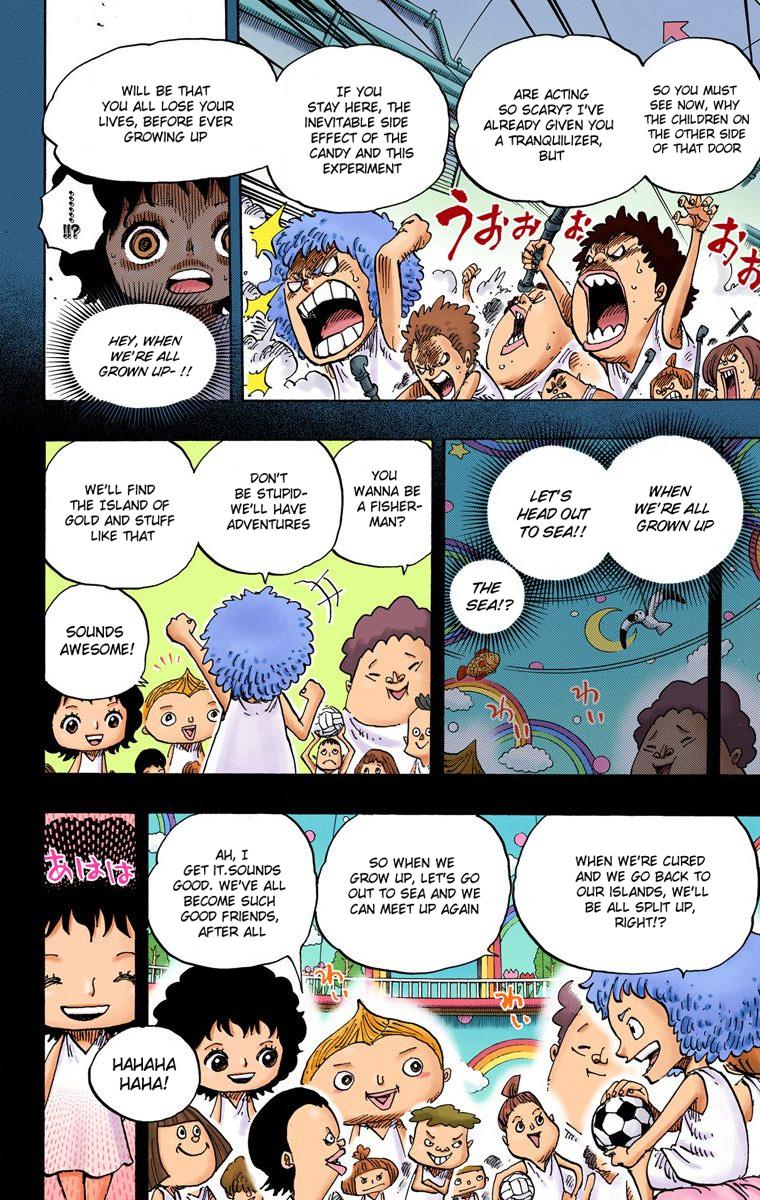 SO YOU MUST
SEE NOW, WHY
THE CHILDREN ON
THE OTHER SIDE
OF THAT DOOR
ARE ACTING
SO SCARY? I'VE
ALREADY GIVEN YOU
A TRANQUILIZER,
BUT
IF YOU
STAY HERE, THE
INEVITABLE SIDE
EFFECT OF THE
CANDY AND THIS
EXPERIMENT
WILL BE THAT
YOU ALL LOSE YOUR
LIVES, BEFORE EVER
GROWING UP
うおぉぉぉ
おぉぉ
......
!!?
HEY, WHEN
WE'RE ALL
GROWN UP- !!
WHEN
WE'RE ALL
GROWN UP
LET'S
HEAD OUT
TO SEA!!
THE
SEA!?
わい
わい
YOU
WANNA BE
A FISHER-
MAN?
DON'T
BE STUPID-
WE'LL HAVE
ADVENTURES
WE'LL FIND
THE ISLAND OF
GOLD AND STUFF
LIKE THAT
SOUNDS
AWESOME!
WHEN WE'RE CURED
AND WE GO BACK TO
OUR ISLANDS, WE'LL
BE ALL SPLIT UP,
RIGHT!?
SO WHEN WE
GROW UP, LET'S GO
OUT TO SEA AND WE
CAN MEET UP AGAIN
AH, I
GET IT.SOUNDS
GOOD. WE'VE ALL
BECOME SUCH
GOOD FRIENDS,
AFTER ALL
わい
わい
あはは
HAHAHA
HAHA!